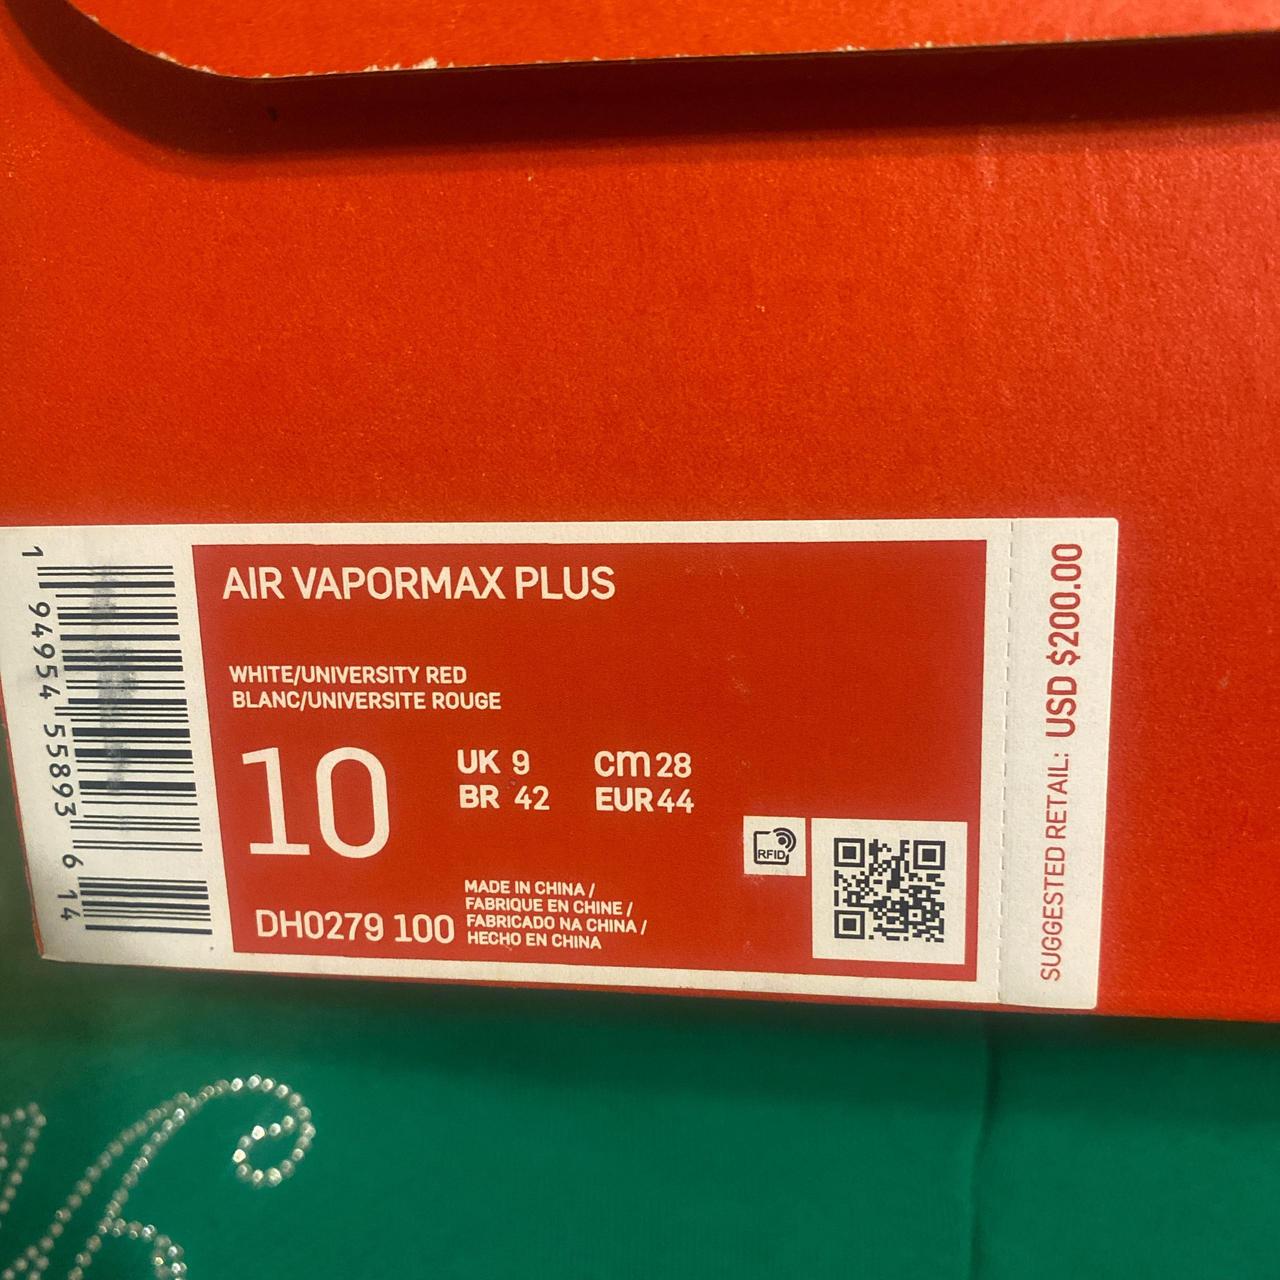 AIR VAPORMAX PLUS
WHITE/UNIVERSITY RED
BLANC/UNIVERSITE ROUGE
10
UK 9
cm 28
BR 42
EUR 44
MADE IN CHINA /
FABRIQUE EN CHINE /
FABRICADO NA CHINA /
HECHO EN CHINA
DH0279 100
RFID
SUGGESTED RETAIL: USD $200.00
1 94954 55893 6 14